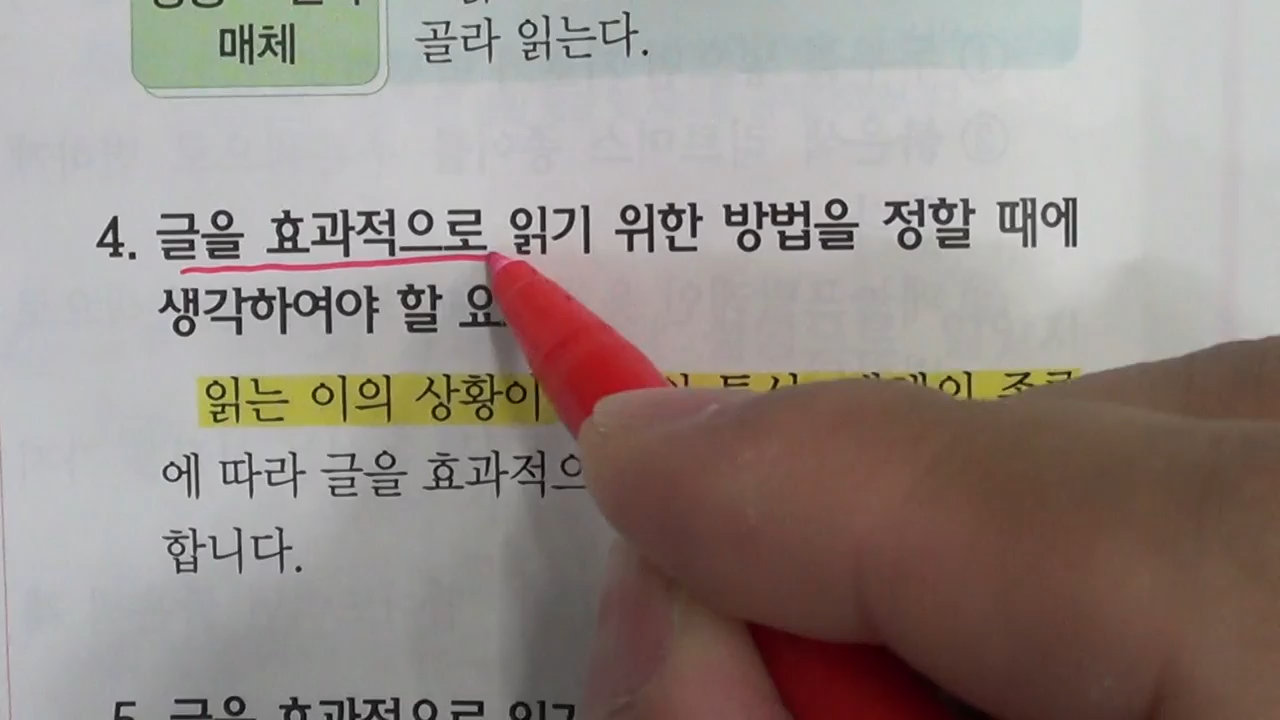 매체
골라 읽는다.
4. 글을 효과적으로 읽기 위한 방법을 정할 때에
생각하여야 할
읽는 이의 상황이
에 따라 글을 효과적으
합니다.
5. 글을 효과적으로 읽기